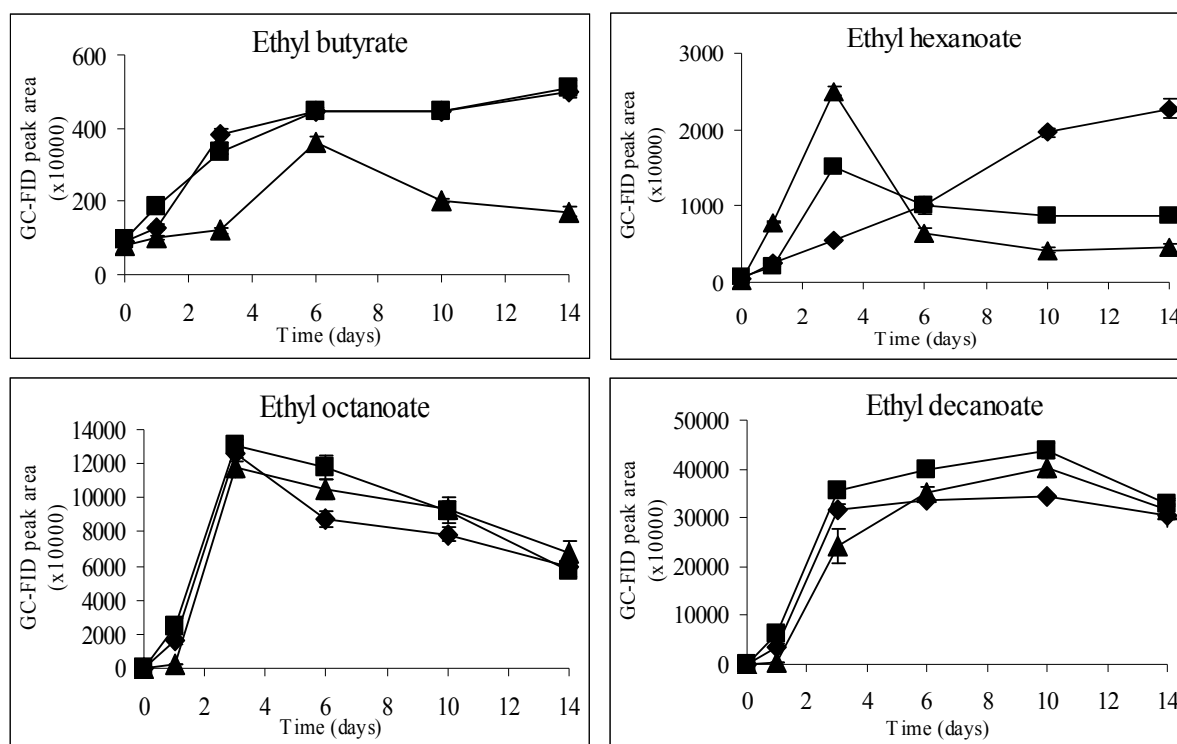 Ethyl butyrate
GC-FID peak area
(x10000)
600
400
200
0
0 2 4 6 8 10 12 14
Time (days)
Ethyl hexanoate
GC-FID peak area
(x10000)
3000
2000
1000
0
0 2 4 6 8 10 12 14
Time (days)
Ethyl octanoate
GC-FID peak area
(x10000)
14000
12000
10000
8000
6000
4000
2000
0
0 2 4 6 8 10 12 14
Time (days)
Ethyl decanoate
GC-FID peak area
(x10000)
50000
40000
30000
20000
10000
0
0 2 4 6 8 10 12 14
Time (days)